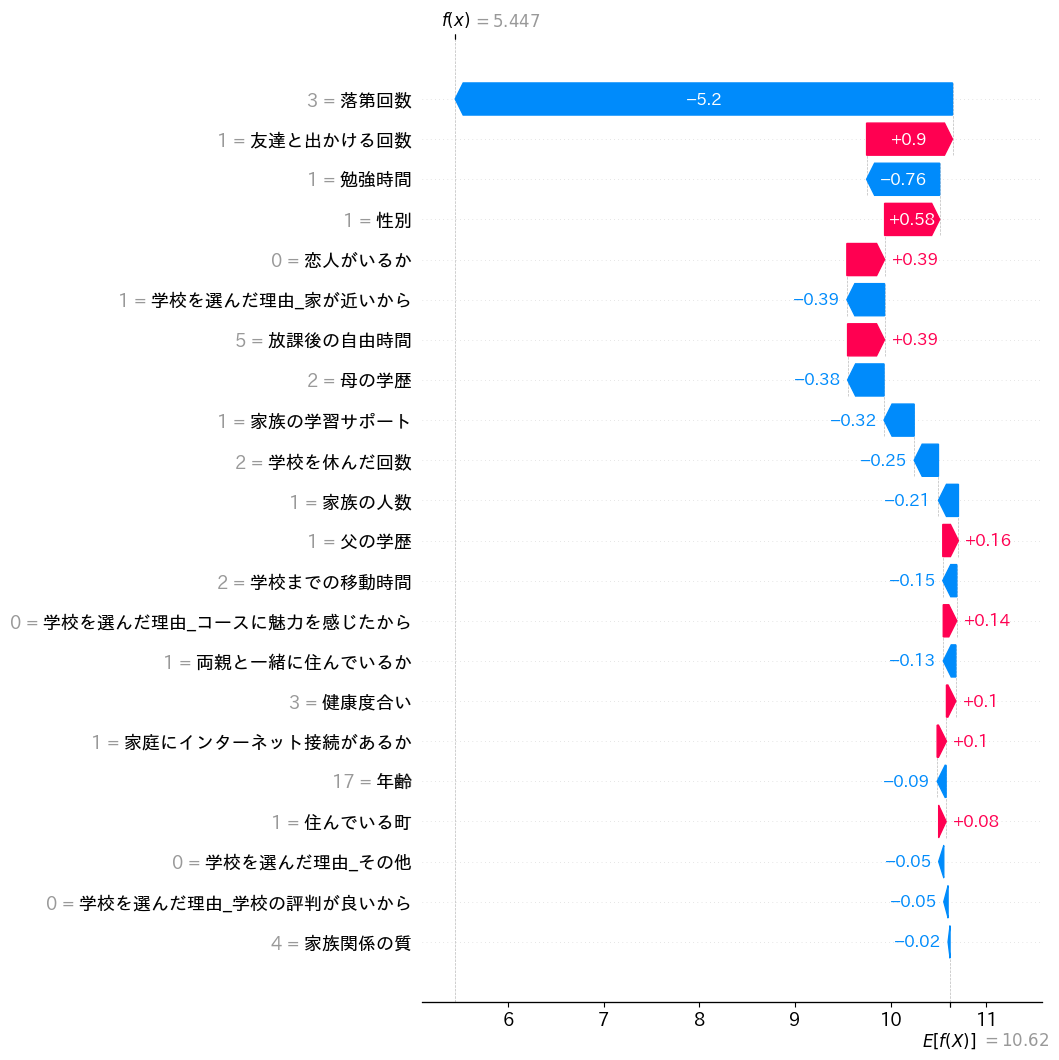 f(x) = 5.447
3 = 落第回数 −5.2
1 = 友達と出かける回数 +0.9
1 = 勉強時間 −0.76
1 = 性別 +0.58
0 = 恋人がいるか +0.39
1 = 学校を選んだ理由_家が近いから −0.39
5 = 放課後の自由時間 +0.39
2 = 母の学歴 −0.38
1 = 家族の学習サポート −0.32
2 = 学校を休んだ回数 −0.25
1 = 家族の人数 −0.21
1 = 父の学歴 +0.16
2 = 学校までの移動時間 −0.15
0 = 学校を選んだ理由_コースに魅力を感じたから +0.14
1 = 両親と一緒に住んでいるか −0.13
3 = 健康度合い +0.1
1 = 家庭にインターネット接続があるか +0.1
17 = 年齢 −0.09
1 = 住んでいる町 +0.08
0 = 学校を選んだ理由_その他 −0.05
0 = 学校を選んだ理由_学校の評判が良いから −0.05
4 = 家族関係の質 −0.02
6 7 8 9 10 11
E[f(X)] = 10.62